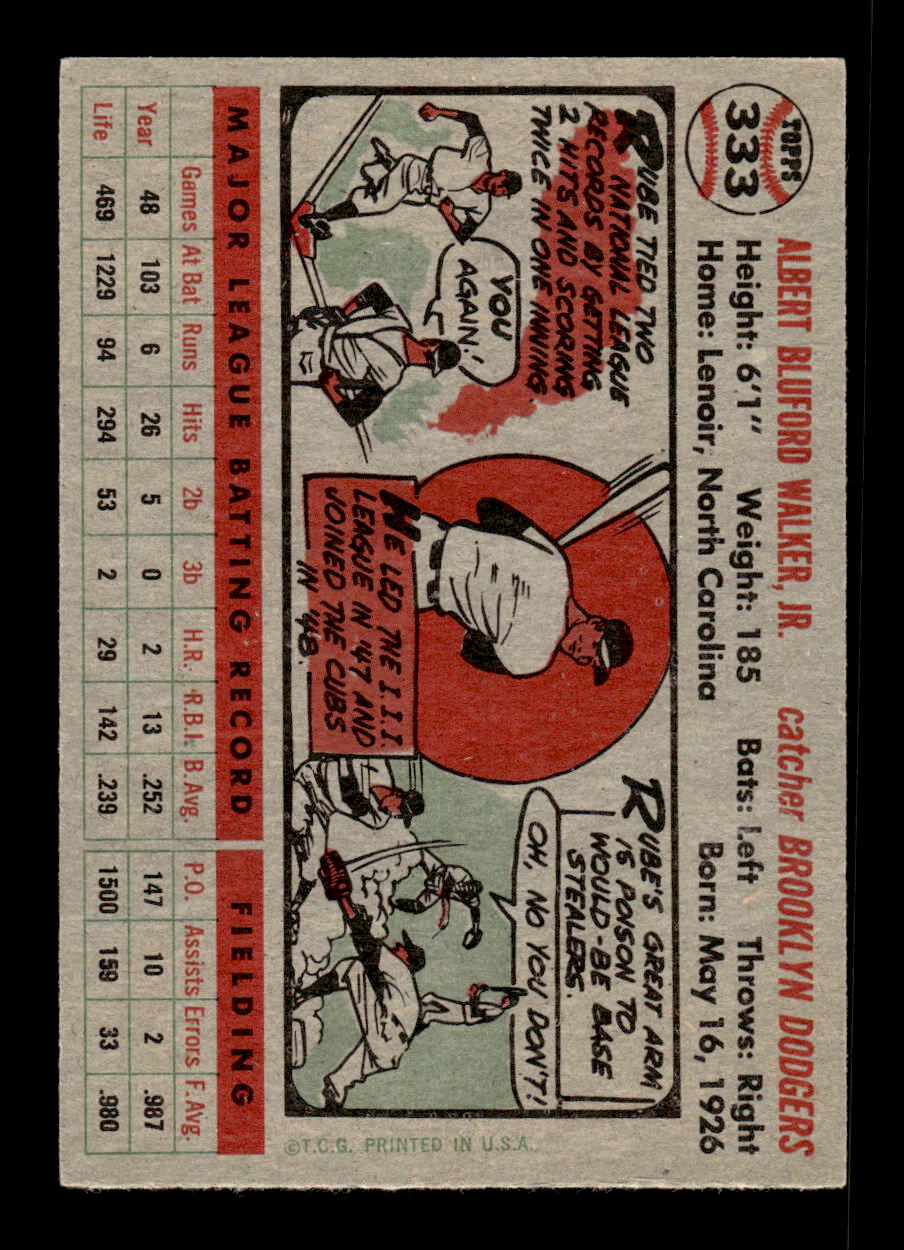 TOPPS
333
ALBERT BLUFORD WALKER, JR. catcher BROOKLYN DODGERS
Height: 6'1" Weight: 185 Bats: Left Throws: Right
Home: Lenoir, North Carolina Born: May 16, 1926
RUBE TIED TWO
NATIONAL LEAGUE
RECORDS BY GETTING
2 HITS AND SCORING
TWICE IN ONE INNING.
YOU
AGAIN!
HE LED THE I.I.I.
LEAGUE IN '47 AND
JOINED THE CUBS
IN '48.
RUBE'S GREAT ARM
IS POISON TO
WOULD-BE BASE
STEALERS.
OH, NO YOU DON'T!
©T.C.G. PRINTED IN U.S.A.
MAJOR LEAGUE BATTING RECORD FIELDING
Games At Bat Runs Hits 2b 3b H.R. R.B.I. B.Avg. P.O. Assists Errors F.Avg.
Year 48 103 6 26 5 0 2 13 .252 147 10 2 .987
Life 469 1229 94 294 53 2 29 142 .239 1500 159 33 .980